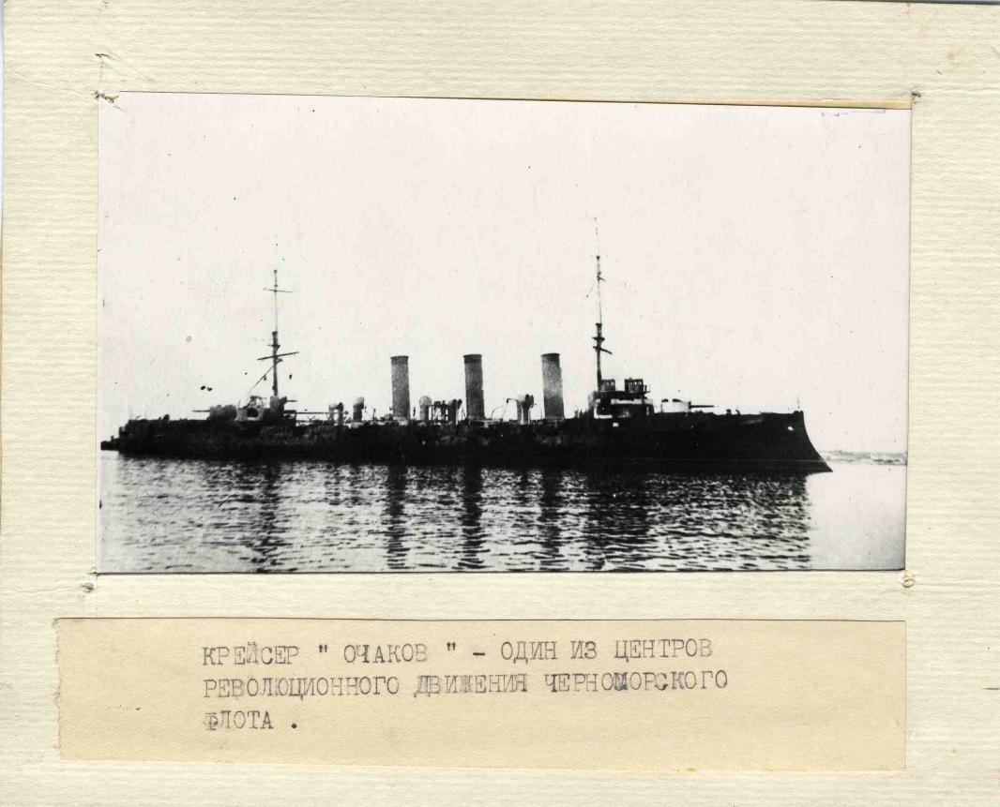 КРЕЙСЕР " ОЧАКОВ " - ОДИН ИЗ ЦЕНТРОВ
РЕВОЛЮЦИОННОГО ДВИЖЕНИЯ ЧЕРНОМОРСКОГО
ФЛОТА .